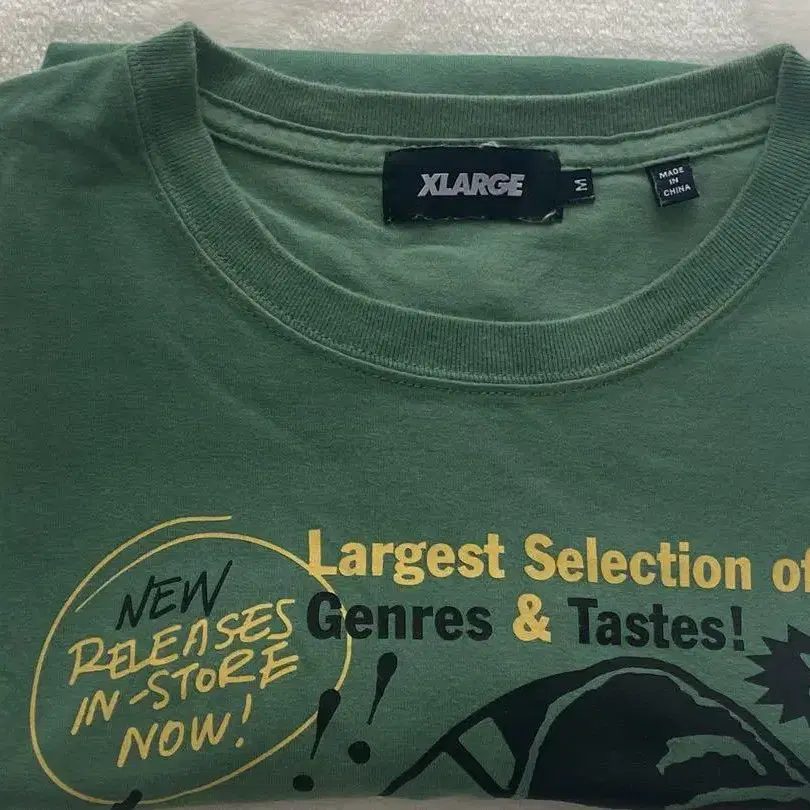 XLARGE
M
MADE
IN
CHINA
Largest Selection of
Genres & Tastes!
NEW
RELEASES
IN-STORE
NOW!
!!